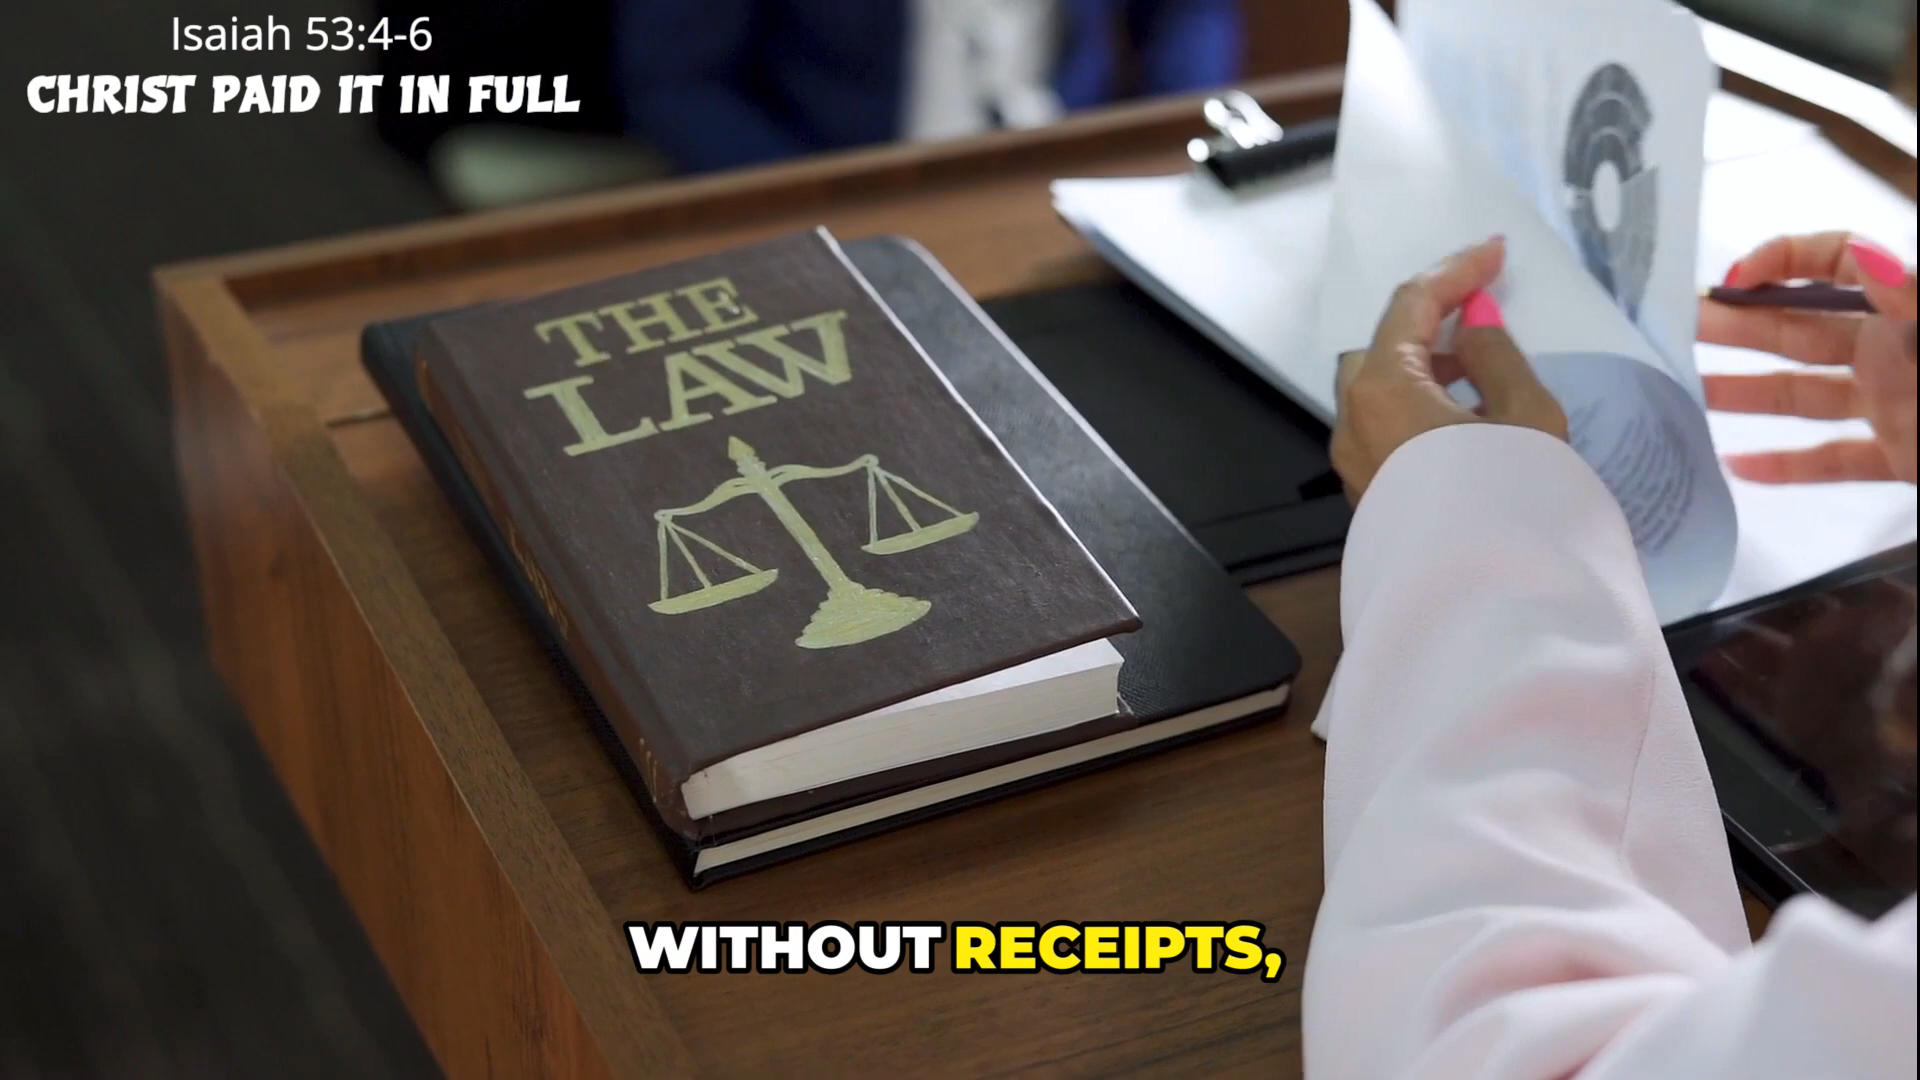 Isaiah 53:4-6
CHRIST PAID IT IN FULL
THE
LAW
WITHOUT RECEIPTS,